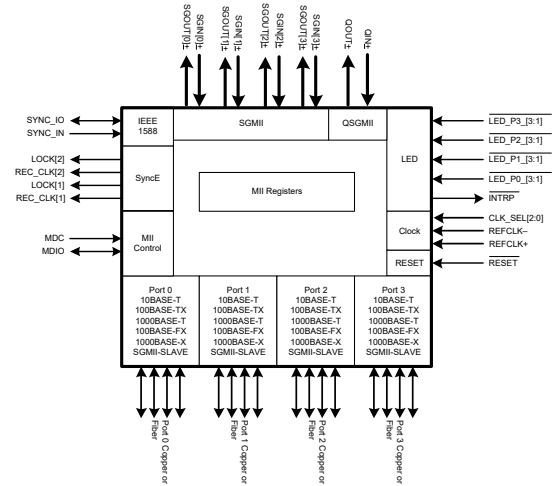 SGOUT[0]±
SGIN[0]±
SGOUT[1]±
SGIN[1]±
SGOUT[2]±
SGIN[2]±
SGOUT[3]±
SGIN[3]±
QOUT±
QIN±
SYNC_IO
SYNC_IN
LOCK[2]
REC_CLK[2]
LOCK[1]
REC_CLK[1]
MDC
MDIO
IEEE
1588
SyncE
MII
Control
SGMII
QSGMII
MII Registers
LED
Clock
RESET
LED_P3_[3:1]
LED_P2_[3:1]
LED_P1_[3:1]
LED_P0_[3:1]
INTRP
CLK_SEL[2:0]
REFCLK–
REFCLK+
RESET
Port 0
10BASE-T
100BASE-TX
1000BASE-T
100BASE-FX
1000BASE-X
SGMII-SLAVE
Port 1
10BASE-T
100BASE-TX
1000BASE-T
100BASE-FX
1000BASE-X
SGMII-SLAVE
Port 2
10BASE-T
100BASE-TX
1000BASE-T
100BASE-FX
1000BASE-X
SGMII-SLAVE
Port 3
10BASE-T
100BASE-TX
1000BASE-T
100BASE-FX
1000BASE-X
SGMII-SLAVE
Port 0 Copper or
Fiber
Port 1 Copper or
Fiber
Port 2 Copper or
Fiber
Port 3 Copper or
Fiber